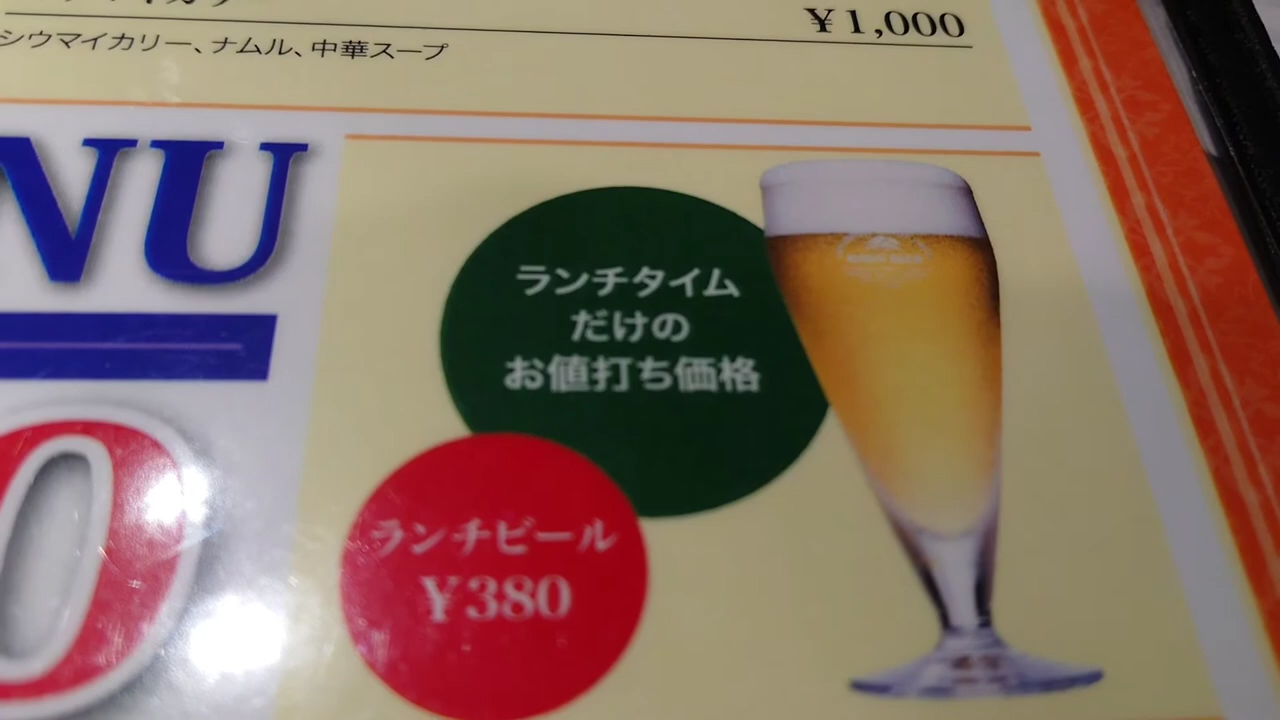 ¥1,000
シウマイカリー、ナムル、中華スープ
NU
ランチタイム
だけの
お値打ち価格
ランチビール
¥380
0